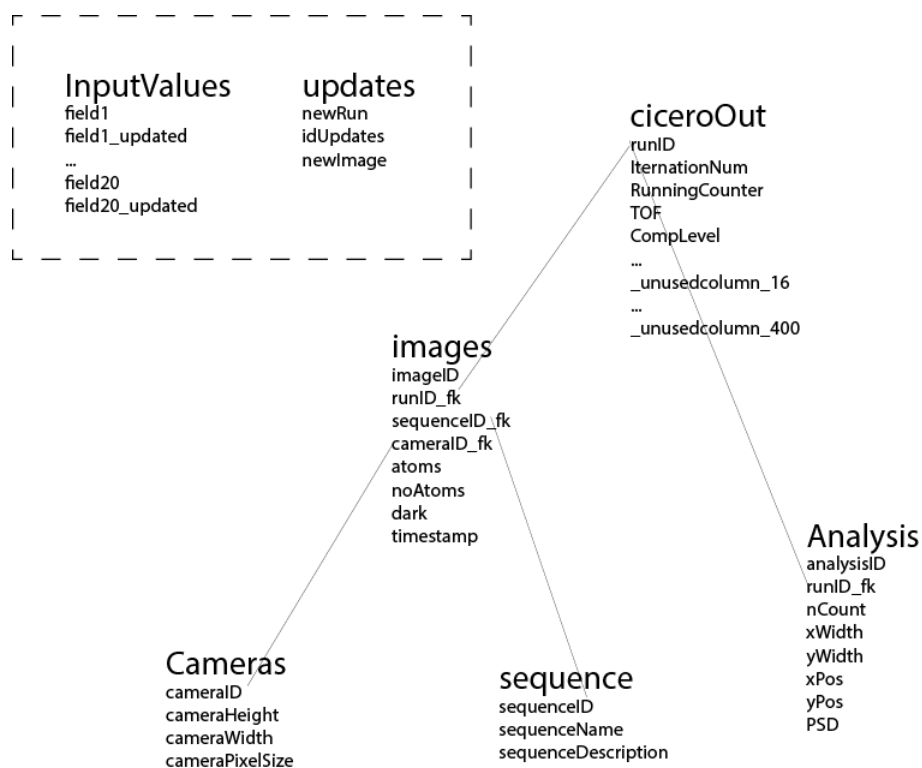 InputValues
field1
field1_updated
...
field20
field20_updated
updates
newRun
idUpdates
newImage
ciceroOut
runID
IternationNum
RunningCounter
TOF
CompLevel
...
_unusedcolumn_16
...
_unusedcolumn_400
images
imageID
runID_fk
sequenceID_fk
cameraID_fk
atoms
noAtoms
dark
timestamp
Analysis
analysisID
runID_fk
nCount
xWidth
yWidth
xPos
yPos
PSD
Cameras
cameraID
cameraHeight
cameraWidth
cameraPixelSize
sequence
sequenceID
sequenceName
sequenceDescription